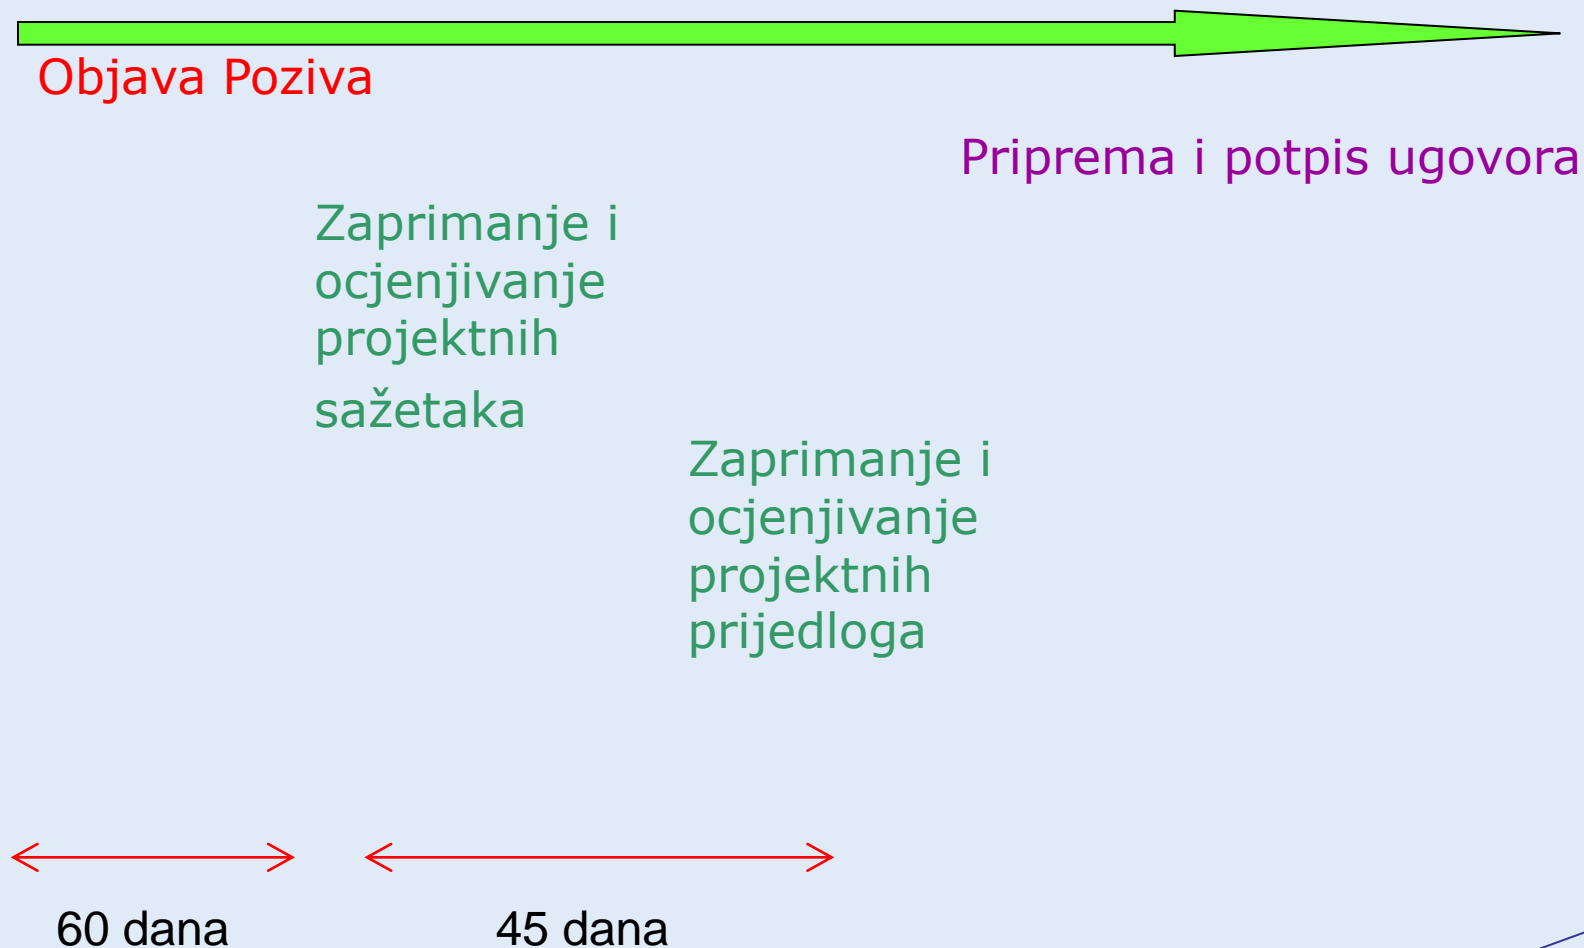 Objava Poziva
Priprema i potpis ugovora
Zaprimanje i
ocjenjivanje
projektnih
sažetaka
Zaprimanje i
ocjenjivanje
projektnih
prijedloga
60 dana
45 dana